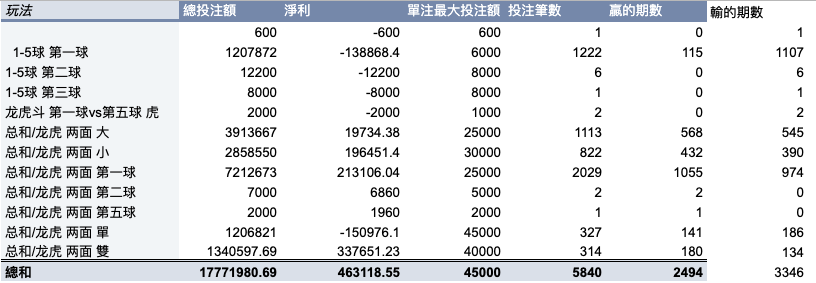 玩法 總投注額 淨利 單注最大投注額 投注筆數 贏的期數 輸的期數
600 -600 600 1 0 1
1-5球 第一球 1207872 -138868.4 6000 1222 115 1107
1-5球 第二球 12200 -12200 8000 6 0 6
1-5球 第三球 8000 -8000 8000 1 0 1
龙虎斗 第一球vs第五球 虎 2000 -2000 1000 2 0 2
总和/龙虎 两面 大 3913667 19734.38 25000 1113 568 545
总和/龙虎 两面 小 2858550 196451.4 30000 822 432 390
总和/龙虎 两面 第一球 7212673 213106.04 25000 2029 1055 974
总和/龙虎 两面 第二球 7000 6860 5000 2 2 0
总和/龙虎 两面 第五球 2000 1960 2000 1 1 0
总和/龙虎 两面 單 1206821 -150976.1 45000 327 141 186
总和/龙虎 两面 雙 1340597.69 337651.23 40000 314 180 134
總和 17771980.69 463118.55 45000 5840 2494 3346